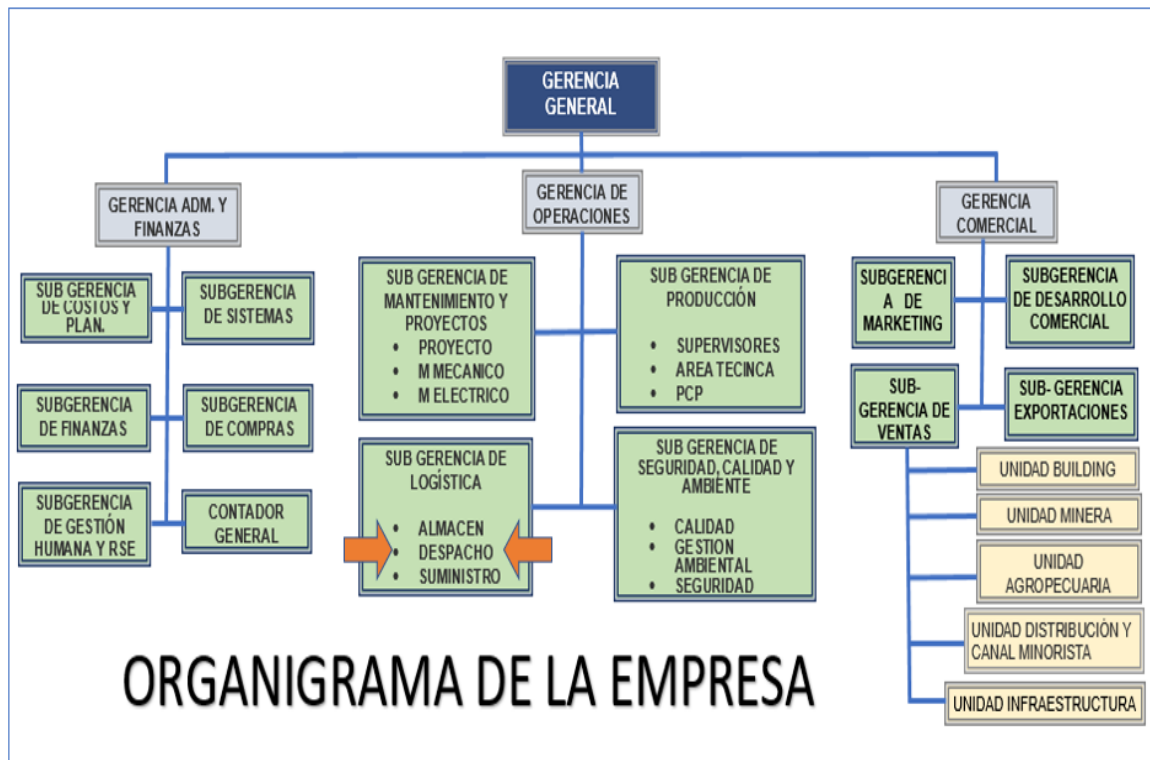 GERENCIA
GENERAL
GERENCIA ADM. Y
FINANZAS
GERENCIA DE
OPERACIONES
GERENCIA
COMERCIAL
SUB GERENCIA
DE COSTOS Y
PLAN.
SUBGERENCIA
DE SISTEMAS
SUBGERENCIA
DE FINANZAS
SUBGERENCIA
DE COMPRAS
SUBGERENCIA
DE GESTIÓN
HUMANA Y RSE
CONTADOR
GENERAL
SUB GERENCIA DE
MANTENIMIENTO Y
PROYECTOS
• PROYECTO
• M MECANICO
• M ELECTRICO
SUB GERENCIA DE
PRODUCCIÓN
• SUPERVISORES
• AREA TECINCA
• PCP
SUB GERENCIA DE
LOGÍSTICA
• ALMACEN
• DESPACHO
• SUMINISTRO
SUB GERENCIA DE
SEGURIDAD, CALIDAD Y
AMBIENTE
• CALIDAD
• GESTION
AMBIENTAL
• SEGURIDAD
SUBGERENCI
A DE
MARKETING
SUBGERENCIA
DE DESARROLLO
COMERCIAL
SUB-
GERENCIA DE
VENTAS
SUB- GERENCIA
EXPORTACIONES
UNIDAD BUILDING
UNIDAD MINERA
UNIDAD
AGROPECUARIA
UNIDAD DISTRIBUCIÓN Y
CANAL MINORISTA
UNIDAD INFRAESTRUCTURA
ORGANIGRAMA DE LA EMPRESA